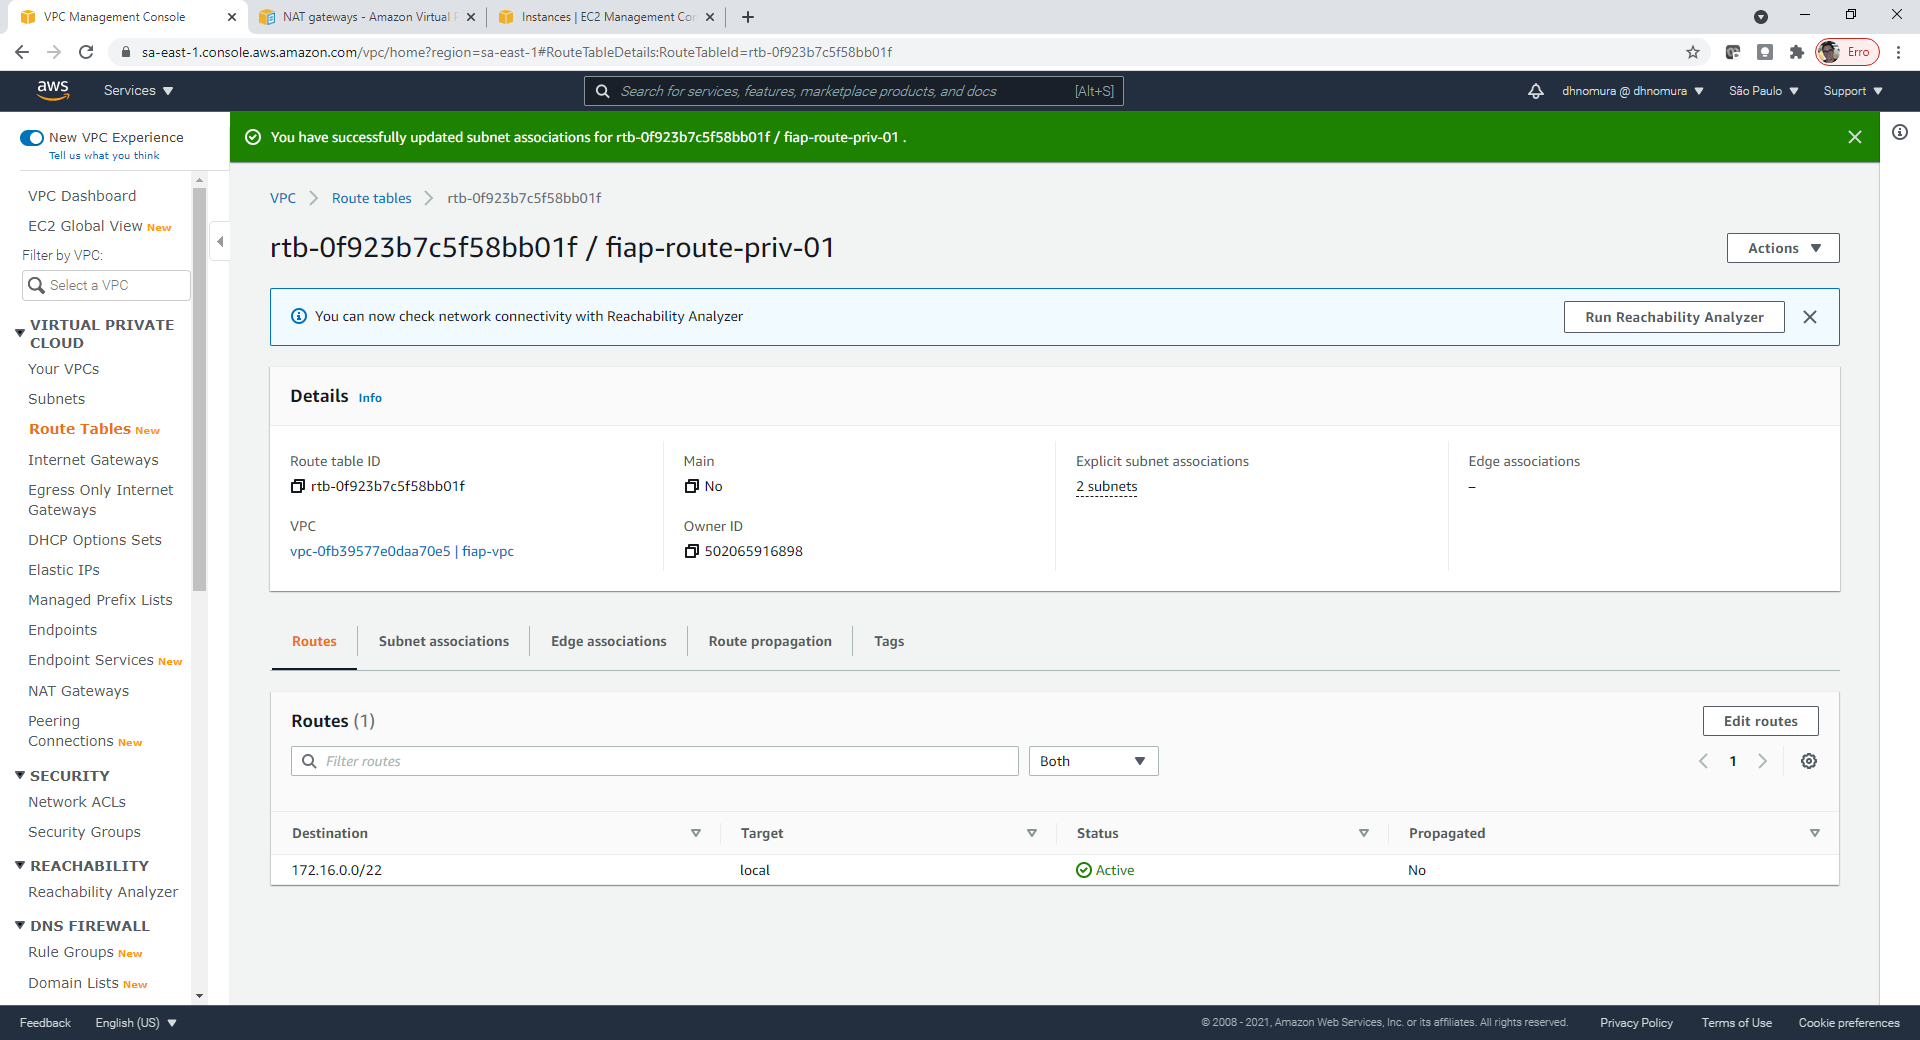 VPC Management Console
NAT gateways - Amazon Virtual P
Instances | EC2 Management Con
sa-east-1.console.aws.amazon.com/vpc/home?region=sa-east-1#RouteTableDetails:RouteTableId=rtb-0f923b7c5f58bb01f
Erro
aws
Services
Search for services, features, marketplace products, and docs
[Alt+S]
dhnomura @ dhnomura
São Paulo
Support
New VPC Experience
Tell us what you think
You have successfully updated subnet associations for rtb-0f923b7c5f58bb01f / fiap-route-priv-01 .
VPC Dashboard
EC2 Global View New
Filter by VPC:
Select a VPC
VIRTUAL PRIVATE
CLOUD
Your VPCs
Subnets
Route Tables New
Internet Gateways
Egress Only Internet
Gateways
DHCP Options Sets
Elastic IPs
Managed Prefix Lists
Endpoints
Endpoint Services New
NAT Gateways
Peering
Connections New
SECURITY
Network ACLs
Security Groups
REACHABILITY
Reachability Analyzer
DNS FIREWALL
Rule Groups New
Domain Lists New
VPC
Route tables
rtb-0f923b7c5f58bb01f
rtb-0f923b7c5f58bb01f / fiap-route-priv-01
Actions
You can now check network connectivity with Reachability Analyzer
Run Reachability Analyzer
Details Info
Route table ID
rtb-0f923b7c5f58bb01f
Main
No
Explicit subnet associations
2 subnets
Edge associations
–
VPC
vpc-0fb39577e0daa70e5 | fiap-vpc
Owner ID
502065916898
Routes
Subnet associations
Edge associations
Route propagation
Tags
Routes (1)
Edit routes
Filter routes
Both
1
Destination
Target
Status
Propagated
172.16.0.0/22
local
Active
No
Feedback
English (US)
© 2008 - 2021, Amazon Web Services, Inc. or its affiliates. All rights reserved.
Privacy Policy
Terms of Use
Cookie preferences